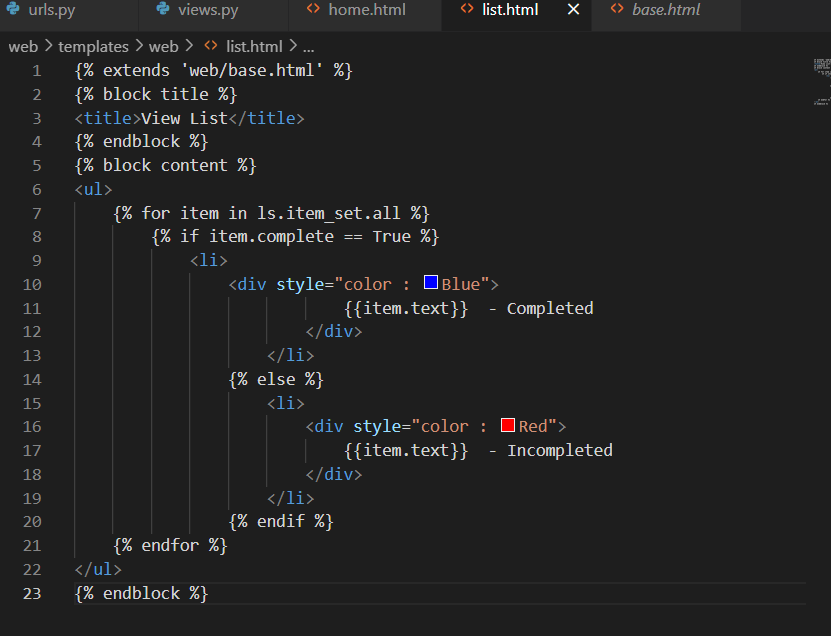 urls.py views.py <> home.html <> list.html × <> base.html
web > templates > web > <> list.html > ...
1 {% extends 'web/base.html' %}
2 {% block title %}
3 <title>View List</title>
4 {% endblock %}
5 {% block content %}
6 <ul>
7 {% for item in ls.item_set.all %}
8 {% if item.complete == True %}
9 <li>
10 <div style="color : Blue">
11 {{item.text}} - Completed
12 </div>
13 </li>
14 {% else %}
15 <li>
16 <div style="color : Red">
17 {{item.text}} - Incompleted
18 </div>
19 </li>
20 {% endif %}
21 {% endfor %}
22 </ul>
23 {% endblock %}